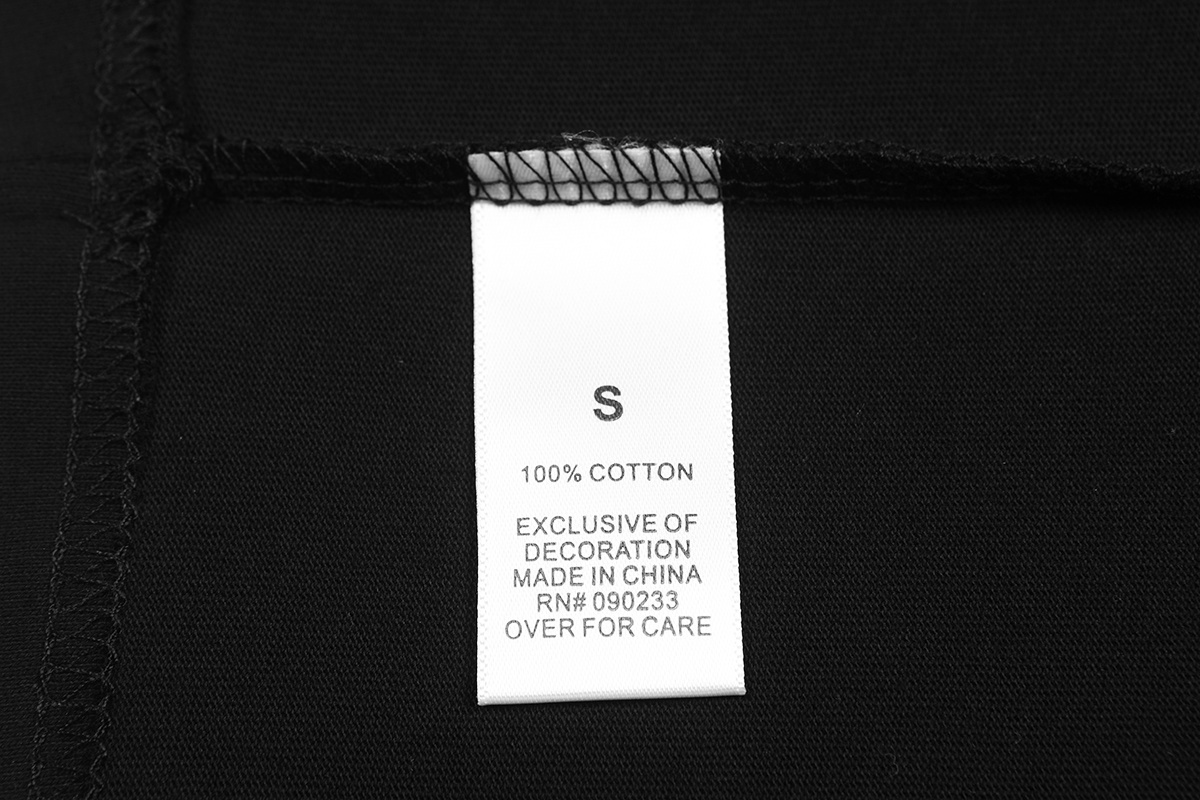 S
100% COTTON
EXCLUSIVE OF
DECORATION
MADE IN CHINA
RN# 090233
OVER FOR CARE